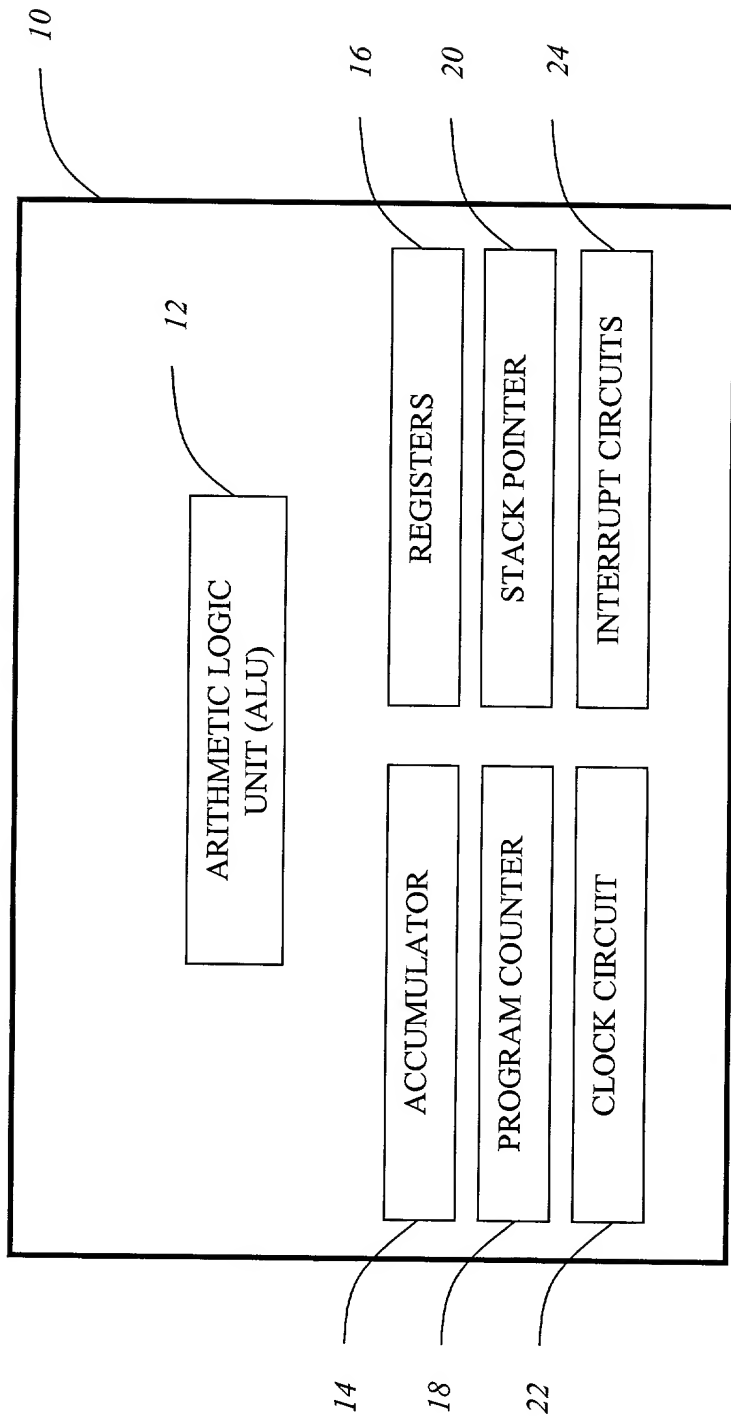 10
12
ARITHMETIC LOGIC
UNIT (ALU)
14
ACCUMULATOR
REGISTERS
16
18
PROGRAM COUNTER
STACK POINTER
20
22
CLOCK CIRCUIT
INTERRUPT CIRCUITS
24